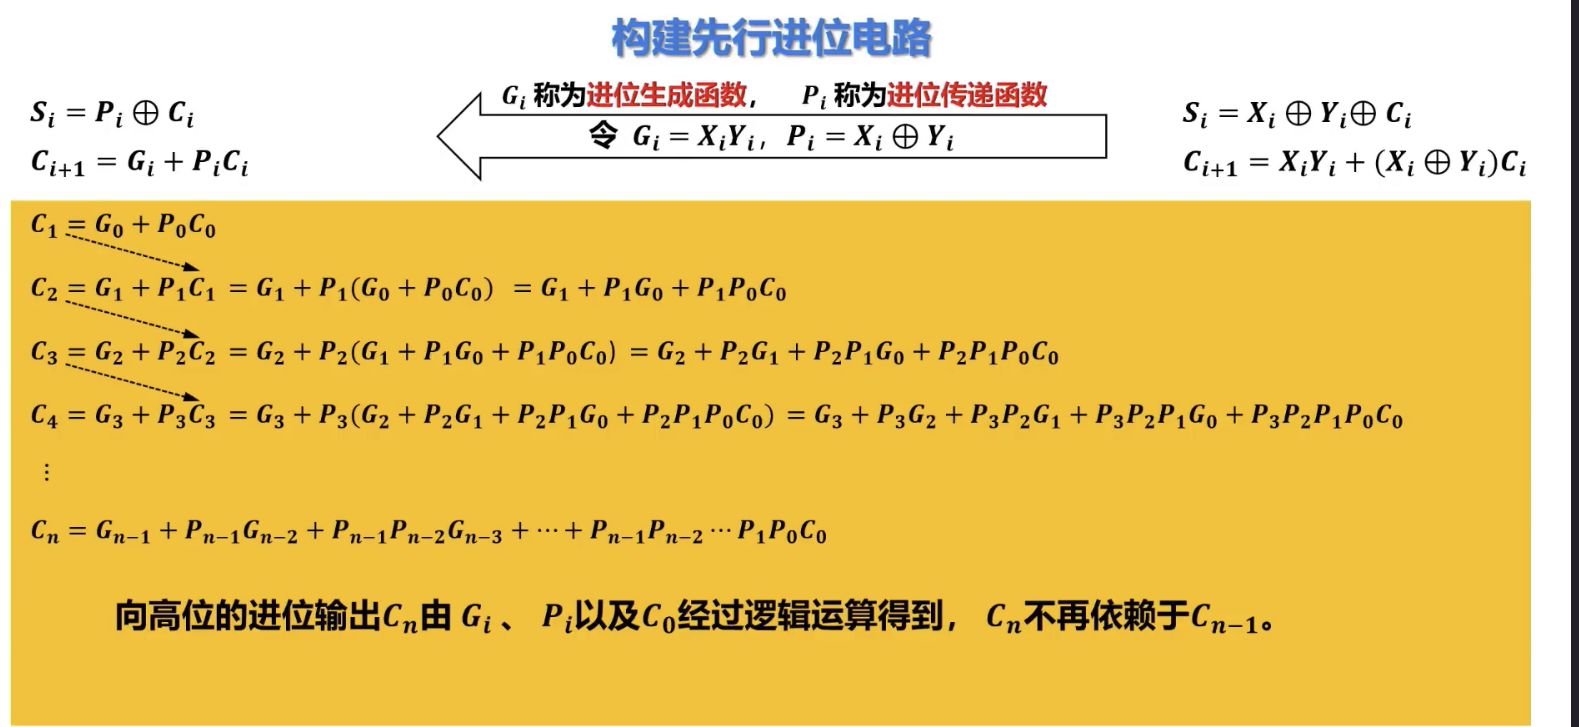 构建先行进位电路
Sᵢ = Pᵢ ⊕ Cᵢ
Cᵢ₊₁ = Gᵢ + PᵢCᵢ
Gᵢ 称为进位生成函数， Pᵢ 称为进位传递函数
令 Gᵢ = XᵢYᵢ, Pᵢ = Xᵢ ⊕ Yᵢ
Sᵢ = Xᵢ ⊕ Yᵢ ⊕ Cᵢ
Cᵢ₊₁ = XᵢYᵢ + (Xᵢ ⊕ Yᵢ)Cᵢ
C₁ = G₀ + P₀C₀
C₂ = G₁ + P₁C₁ = G₁ + P₁(G₀ + P₀C₀) = G₁ + P₁G₀ + P₁P₀C₀
C₃ = G₂ + P₂C₂ = G₂ + P₂(G₁ + P₁G₀ + P₁P₀C₀) = G₂ + P₂G₁ + P₂P₁G₀ + P₂P₁P₀C₀
C₄ = G₃ + P₃C₃ = G₃ + P₃(G₂ + P₂G₁ + P₂P₁G₀ + P₂P₁P₀C₀) = G₃ + P₃G₂ + P₃P₂G₁ + P₃P₂P₁G₀ + P₃P₂P₁P₀C₀
⋮
Cₙ = Gₙ₋₁ + Pₙ₋₁Gₙ₋₂ + Pₙ₋₁Pₙ₋₂Gₙ₋₃ + ⋯ + Pₙ₋₁Pₙ₋₂ ⋯ P₁P₀C₀
向高位的进位输出Cₙ由 Gᵢ 、 Pᵢ以及C₀经过逻辑运算得到， Cₙ不再依赖于Cₙ₋₁。